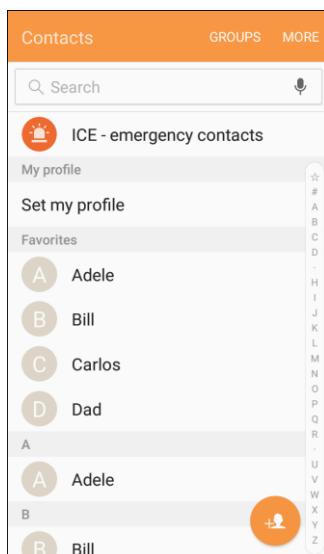 Contacts GROUPS MORE
Search
ICE - emergency contacts
My profile
Set my profile
Favorites
A Adele
B Bill
C Carlos
D Dad
A
A Adele
B
B Bill
☆
#
A
B
C
D
·
H
I
J
K
L
M
N
O
P
Q
R
·
U
V
W
X
Y
Z